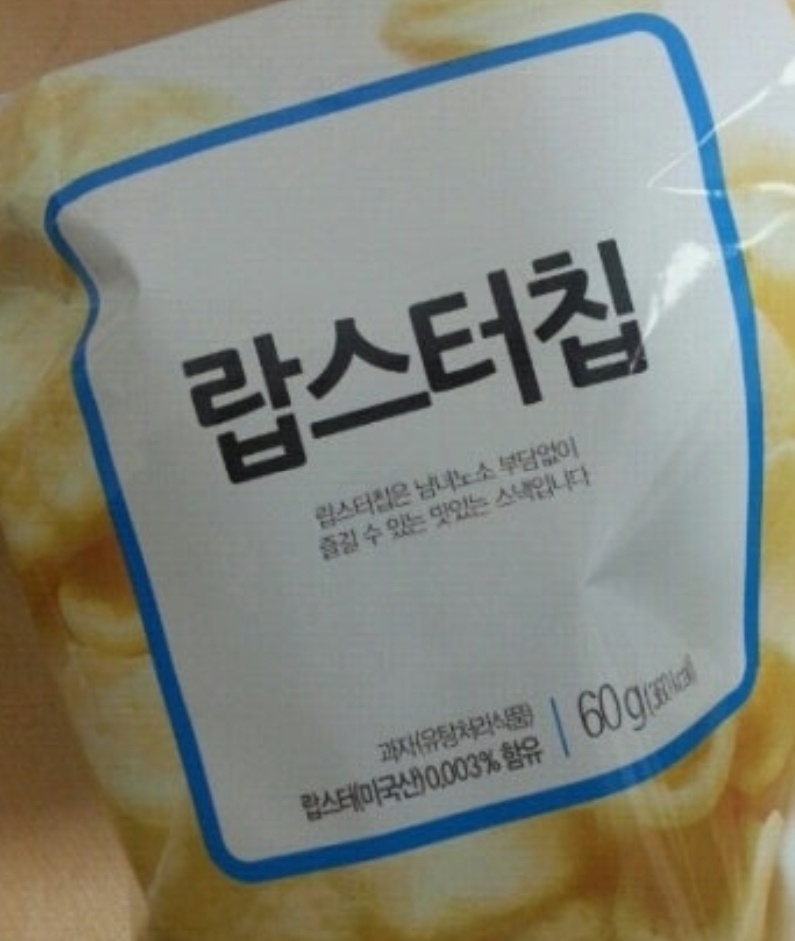 랍스터칩
랍스터칩은 남녀노소 부담없이
즐길 수 있는 맛있는 스낵입니다
과자(유탕처리식품)
랍스터(미국산) 0.003% 함유
60 g